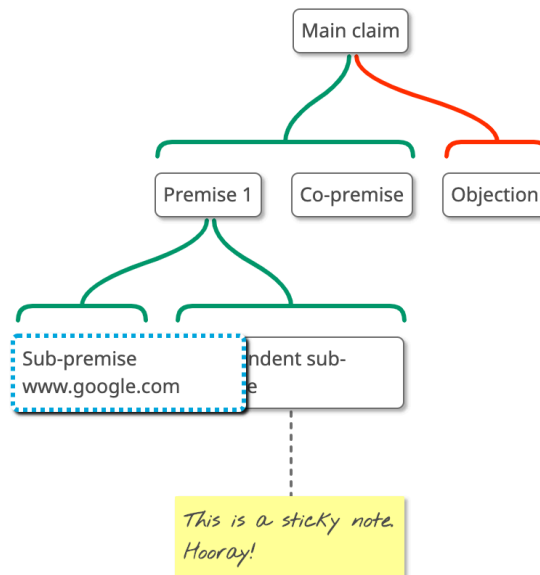 Main claim
Premise 1
Co-premise
Objection
Sub-premise
www.google.com
ndent sub-
e
This is a sticky note.
Hooray!